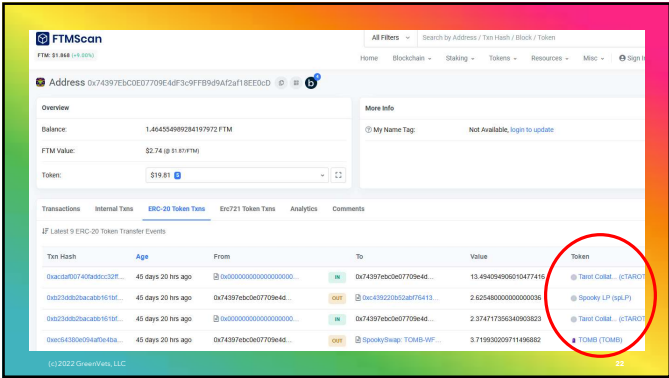 FTMScan
All Filters Search by Address / Txn Hash / Block / Token
FTM: $1.868 (+9.00%)
Home Blockchain Staking Tokens Resources Misc Sign In
Address 0x74397EbC0E07709E4dF3c9FFB9d9Af2af18EE0cD
Overview
Balance: 1.464554989284197972 FTM
FTM Value: $2.74 (@ $1.87/FTM)
Token: $19.81
More Info
My Name Tag: Not Available, login to update
Transactions Internal Txns ERC-20 Token Txns Erc721 Token Txns Analytics Comments
Latest 9 ERC-20 Token Transfer Events
Txn Hash Age From To Value Token
0xacdaf00740faddcc32ff... 45 days 20 hrs ago 0x0000000000000000000... IN 0x74397ebc0e07709e4d... 13.494094906010477416 Tarot Collat... (cTAROT
0xb23ddb2bacabb161bf... 45 days 20 hrs ago 0x74397ebc0e07709e4d... OUT 0xc439220b52abf76413... 2.625480000000000036 Spooky LP (spLP)
0xb23ddb2bacabb161bf... 45 days 20 hrs ago 0x0000000000000000000... IN 0x74397ebc0e07709e4d... 2.374717356340903823 Tarot Collat... (cTAROT
0xec64380e094af0e4ba... 45 days 20 hrs ago 0x74397ebc0e07709e4d... OUT SpookySwap: TOMB-WF... 3.719930209711496882 TOMB (TOMB)
(c) 2022 GreenVets, LLC
22